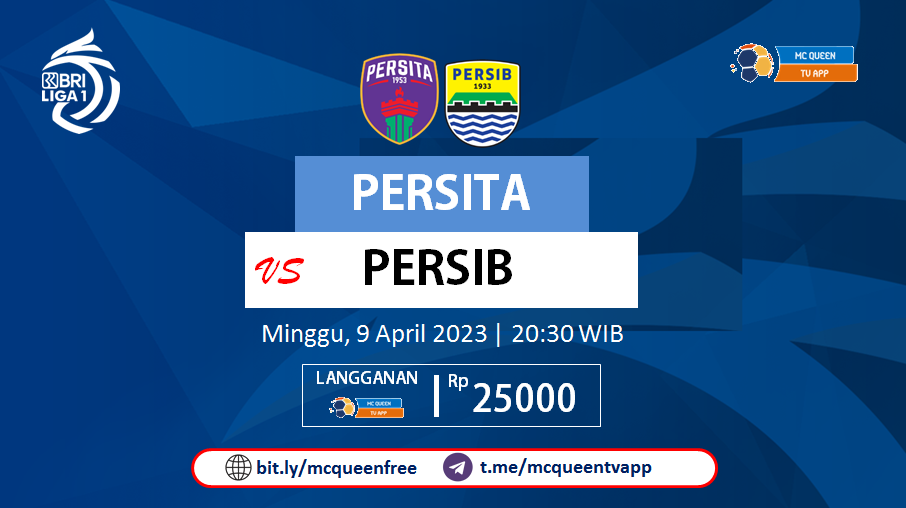 BRI
LIGA 1
PERSITA
1953
PERSIB
1933
MC QUEEN
TV APP
PERSITA
VS PERSIB
Minggu, 9 April 2023 | 20:30 WIB
LANGGANAN
MC QUEEN
TV APP
Rp 25000
bit.ly/mcqueenfree
t.me/mcqueentvapp